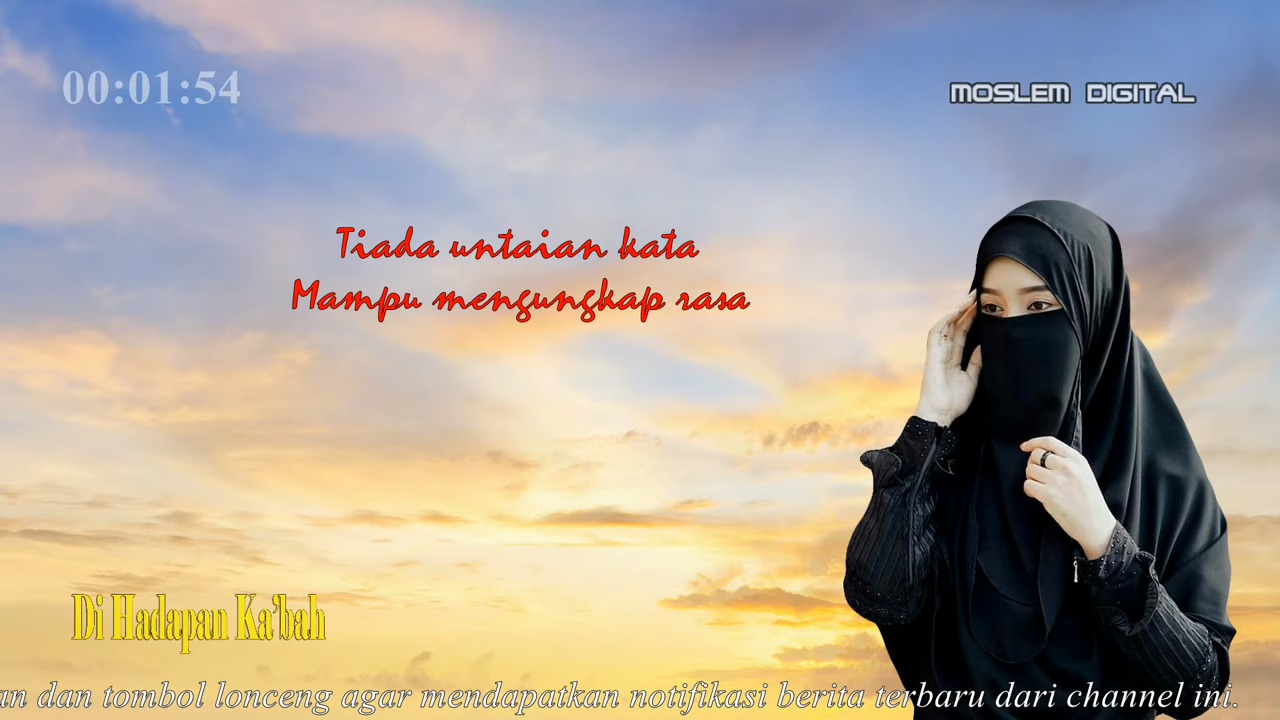 00:01:54
MOSLEM DIGITAL
Tiada untaian kata
Mampu mengungkap rasa
Di Hadapan Ka'bah
an dan tombol lonceng agar mendapatkan notifikasi berita terbaru dari channel ini.